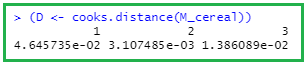 > (D <- cooks.distance(M_cereal))
1 2 3
4.645735e-02 3.107485e-03 1.386089e-02